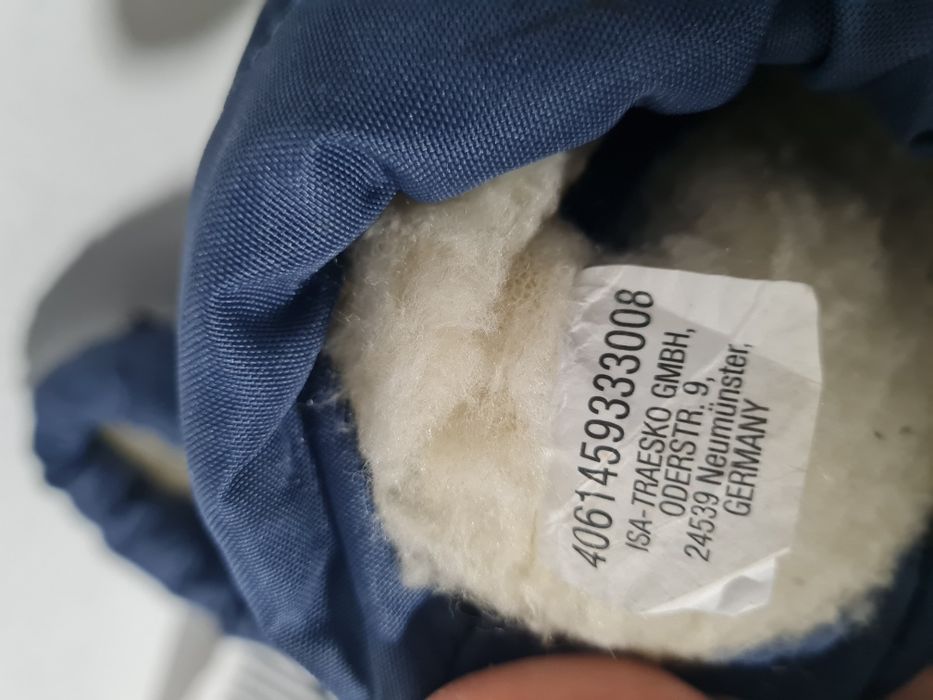 4061459333008
ISA-TRAESKO GMBH,
ODERSTR. 9,
24539 Neumünster,
GERMANY